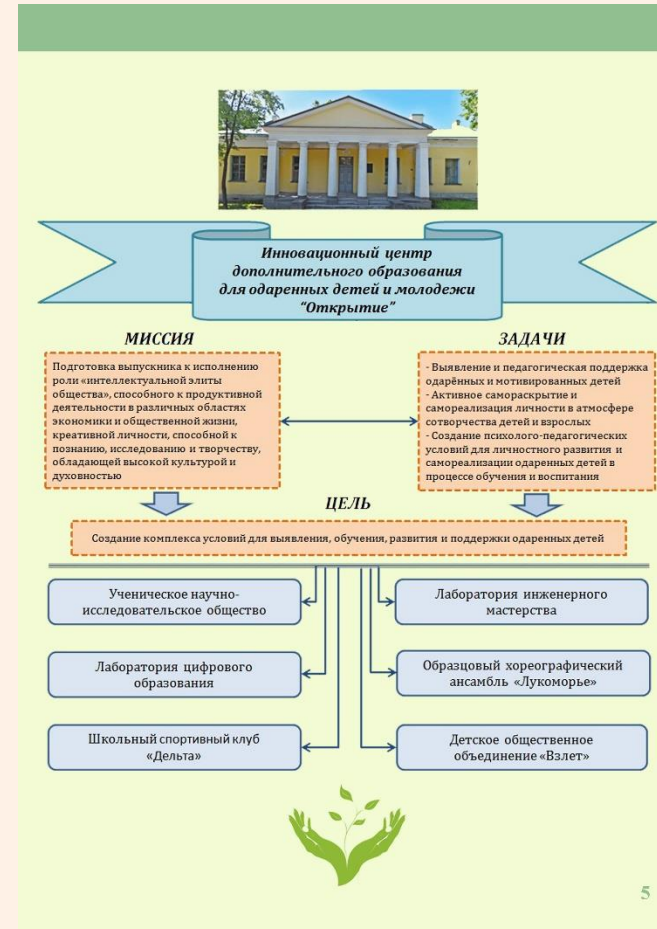 Инновационный центр
дополнительного образования
для одаренных детей и молодежи
“Открытие”
МИССИЯ
Подготовка выпускника к исполнению
роли «интеллектуальной элиты
общества», способного к продуктивной
деятельности в различных областях
экономики и общественной жизни,
креативной личности, способной к
познанию, исследованию и творчеству,
обладающей высокой культурой и
духовностью
ЗАДАЧИ
- Выявление и педагогическая поддержка
одарённых и мотивированных детей
- Активное самораскрытие и
самореализация личности в атмосфере
сотворчества детей и взрослых
- Создание психолого-педагогических
условий для личностного развития и
самореализации одаренных детей в
процессе обучения и воспитания
ЦЕЛЬ
Создание комплекса условий для выявления, обучения, развития и поддержки одаренных детей
Ученическое научно-
исследовательское общество
Лаборатория инженерного
мастерства
Лаборатория цифрового
образования
Образцовый хореографический
ансамбль «Лукоморье»
Школьный спортивный клуб
«Дельта»
Детское общественное
объединение «Взлет»
5